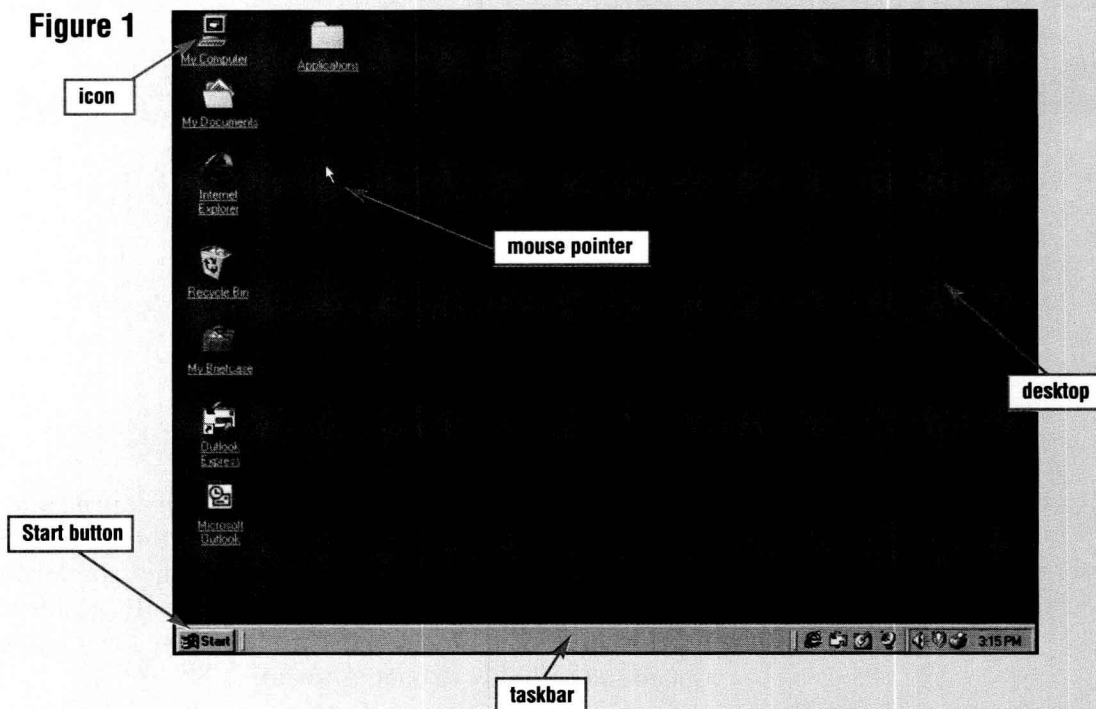 Figure 1
My Computer
Applications
icon
My Documents
Internet
Explorer
mouse pointer
Recycle Bin
My Briefcase
desktop
Outlook
Express
Microsoft
Outlook
Start button
Start
3:15 PM
taskbar